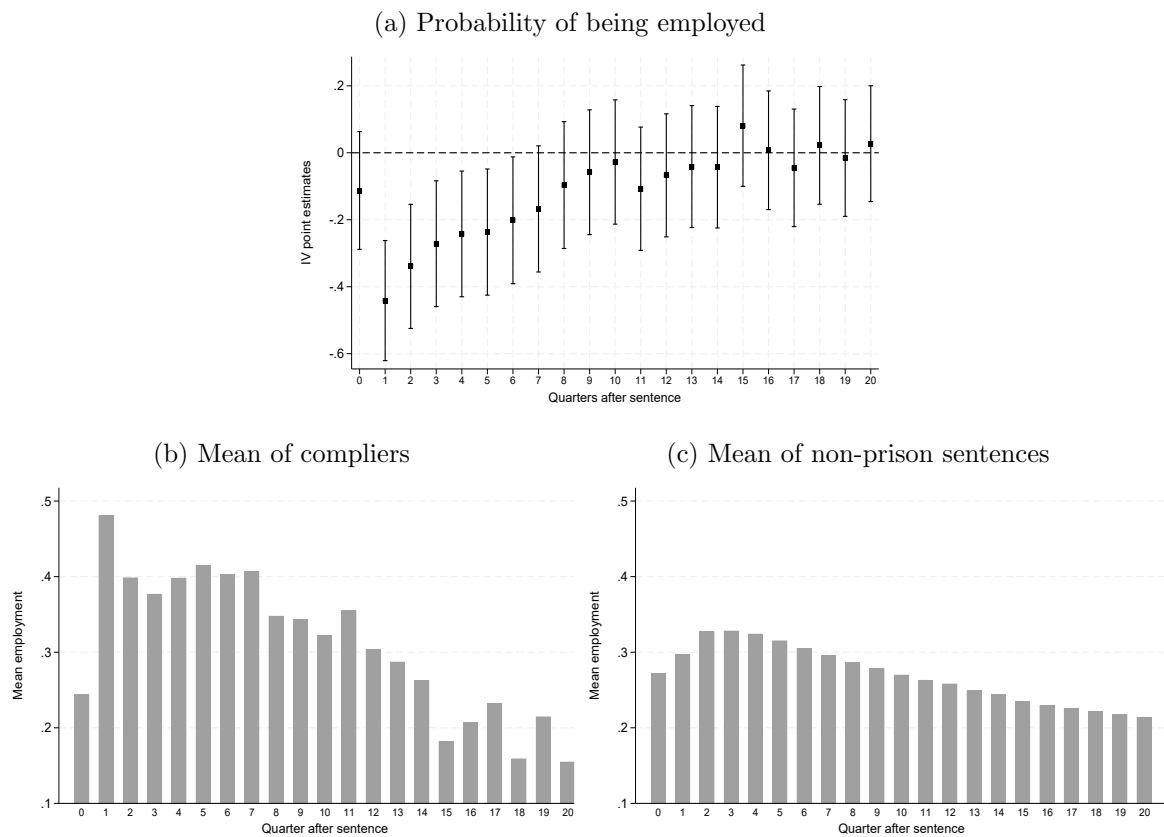 (a) Probability of being employed
.2
0
-.2
-.4
-.6
IV point estimates
0 1 2 3 4 5 6 7 8 9 10 11 12 13 14 15 16 17 18 19 20
Quarters after sentence
(b) Mean of compliers
.5
.4
.3
.2
.1
Mean employment
0 1 2 3 4 5 6 7 8 9 10 11 12 13 14 15 16 17 18 19 20
Quarter after sentence
(c) Mean of non-prison sentences
.5
.4
.3
.2
.1
Mean employment
0 1 2 3 4 5 6 7 8 9 10 11 12 13 14 15 16 17 18 19 20
Quarter after sentence